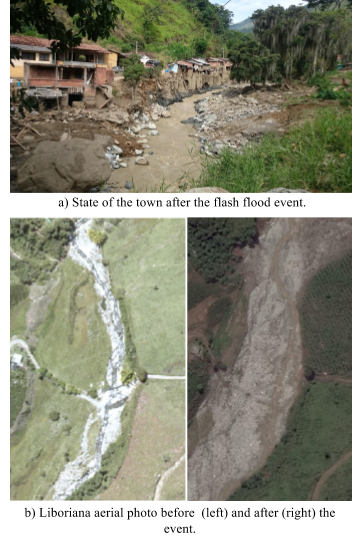 a) State of the town after the flash flood event.
b) Liboriana aerial photo before (left) and after (right) the
event.